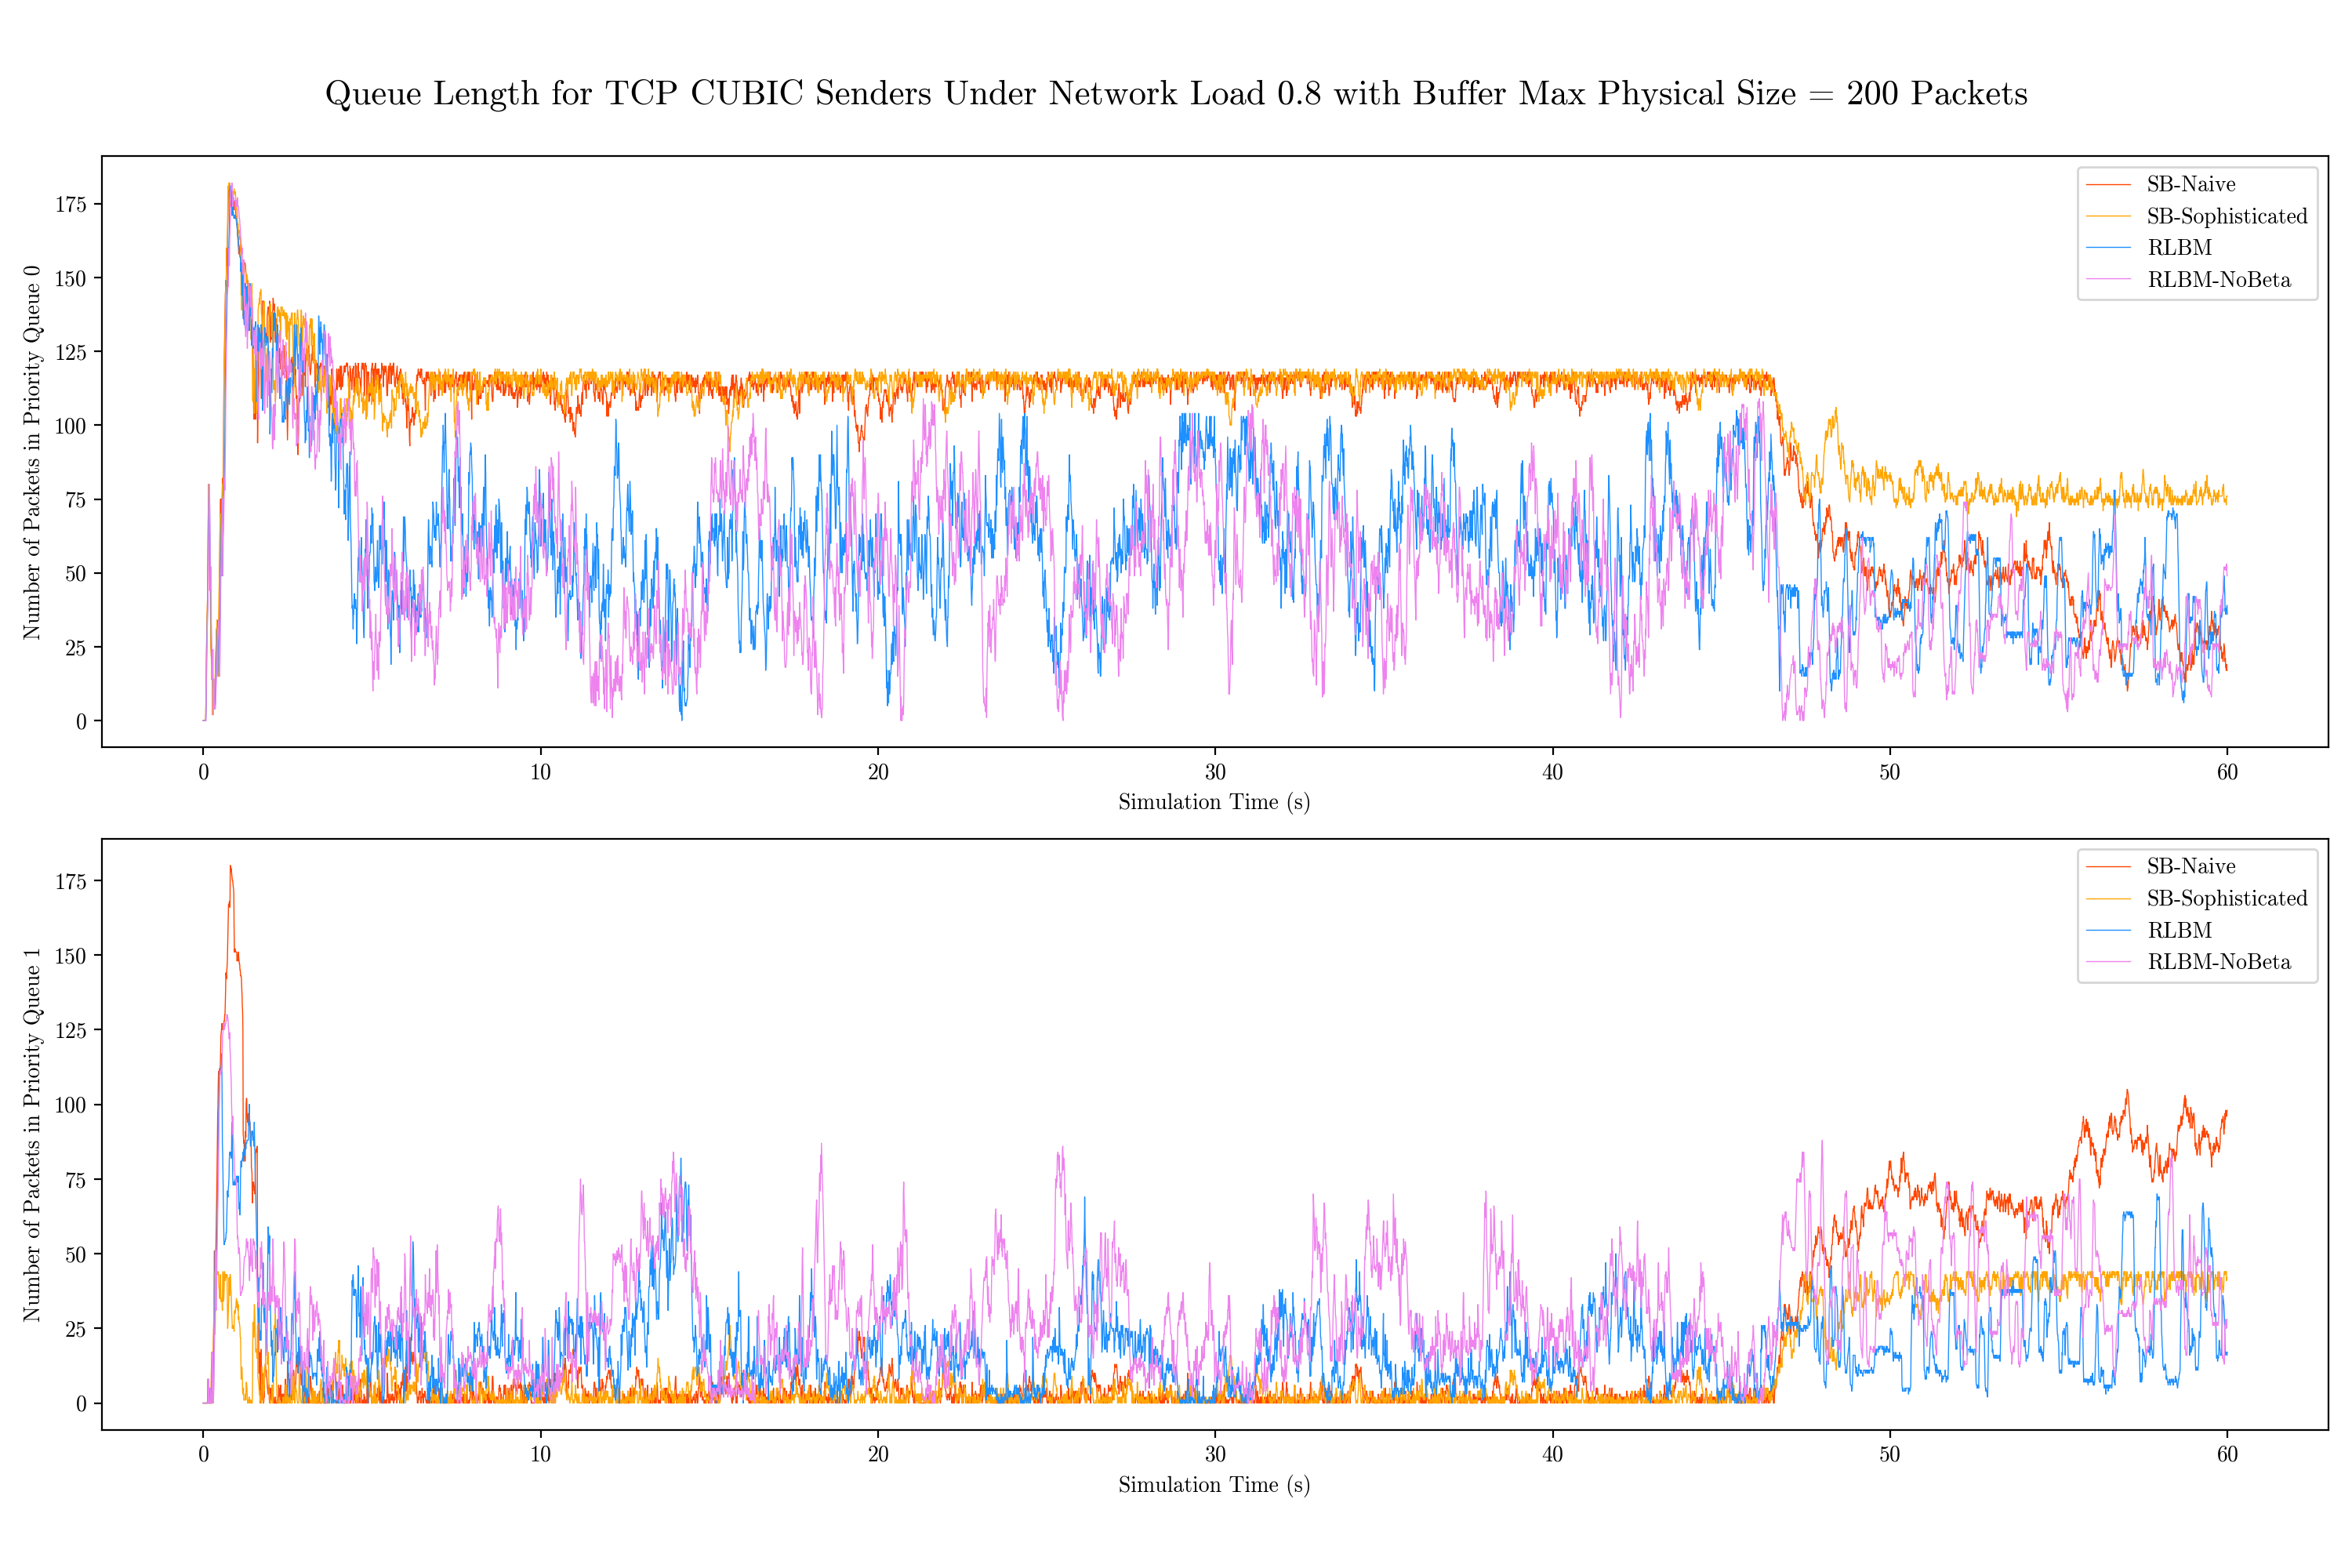 Queue Length for TCP CUBIC Senders Under Network Load 0.8 with Buffer Max Physical Size = 200 Packets
Number of Packets in Priority Queue 0
175
150
125
100
75
50
25
0
SB-Naive
SB-Sophisticated
RLBM
RLBM-NoBeta
0 10 20 30 40 50 60
Simulation Time (s)
Number of Packets in Priority Queue 1
175
150
125
100
75
50
25
0
SB-Naive
SB-Sophisticated
RLBM
RLBM-NoBeta
0 10 20 30 40 50 60
Simulation Time (s)